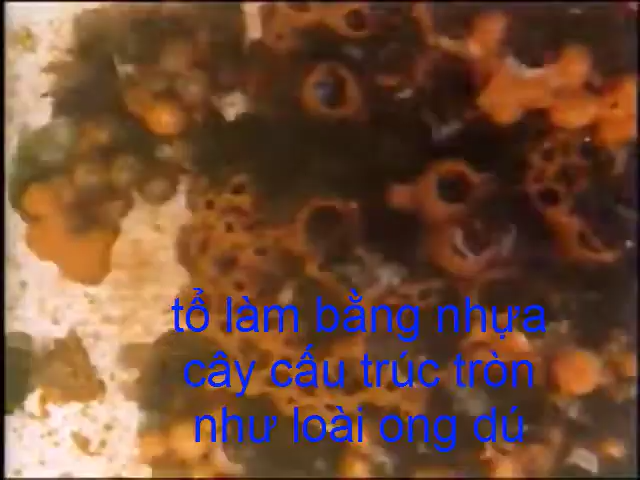 tổ làm bằng nhựa
cây cấu trúc tròn
như loài ong dú